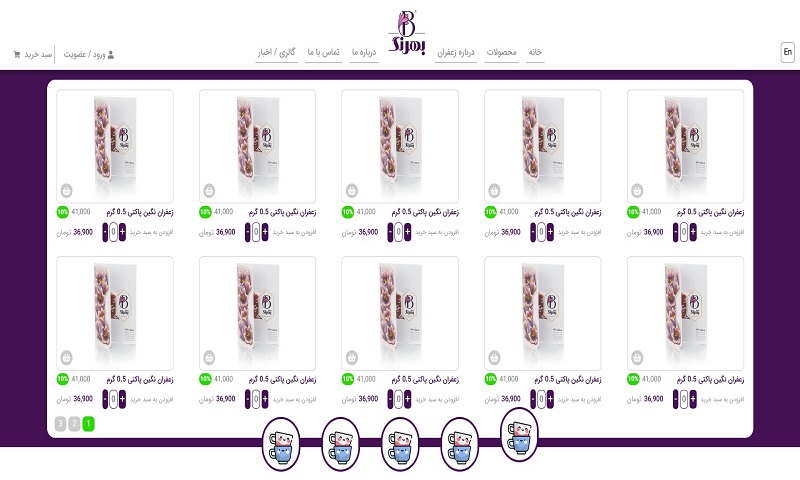 B
بهرنگ
En
خانه
محصولات
درباره زعفران
درباره ما
تماس با ما
گالری / اخبار
ورود / عضویت
سبد خرید
زعفران نگین پاکتی 0.5 گرم
41,000
10%
افزودن به سبد خرید
+ 0 -
36,900 تومان
زعفران نگین پاکتی 0.5 گرم
41,000
10%
افزودن به سبد خرید
+ 0 -
36,900 تومان
زعفران نگین پاکتی 0.5 گرم
41,000
10%
افزودن به سبد خرید
+ 0 -
36,900 تومان
زعفران نگین پاکتی 0.5 گرم
41,000
10%
افزودن به سبد خرید
+ 0 -
36,900 تومان
زعفران نگین پاکتی 0.5 گرم
41,000
10%
افزودن به سبد خرید
+ 0 -
36,900 تومان
زعفران نگین پاکتی 0.5 گرم
41,000
10%
افزودن به سبد خرید
+ 0 -
36,900 تومان
زعفران نگین پاکتی 0.5 گرم
41,000
10%
افزودن به سبد خرید
+ 0 -
36,900 تومان
زعفران نگین پاکتی 0.5 گرم
41,000
10%
افزودن به سبد خرید
+ 0 -
36,900 تومان
زعفران نگین پاکتی 0.5 گرم
41,000
10%
افزودن به سبد خرید
+ 0 -
36,900 تومان
زعفران نگین پاکتی 0.5 گرم
41,000
10%
افزودن به سبد خرید
+ 0 -
36,900 تومان
1 2 3